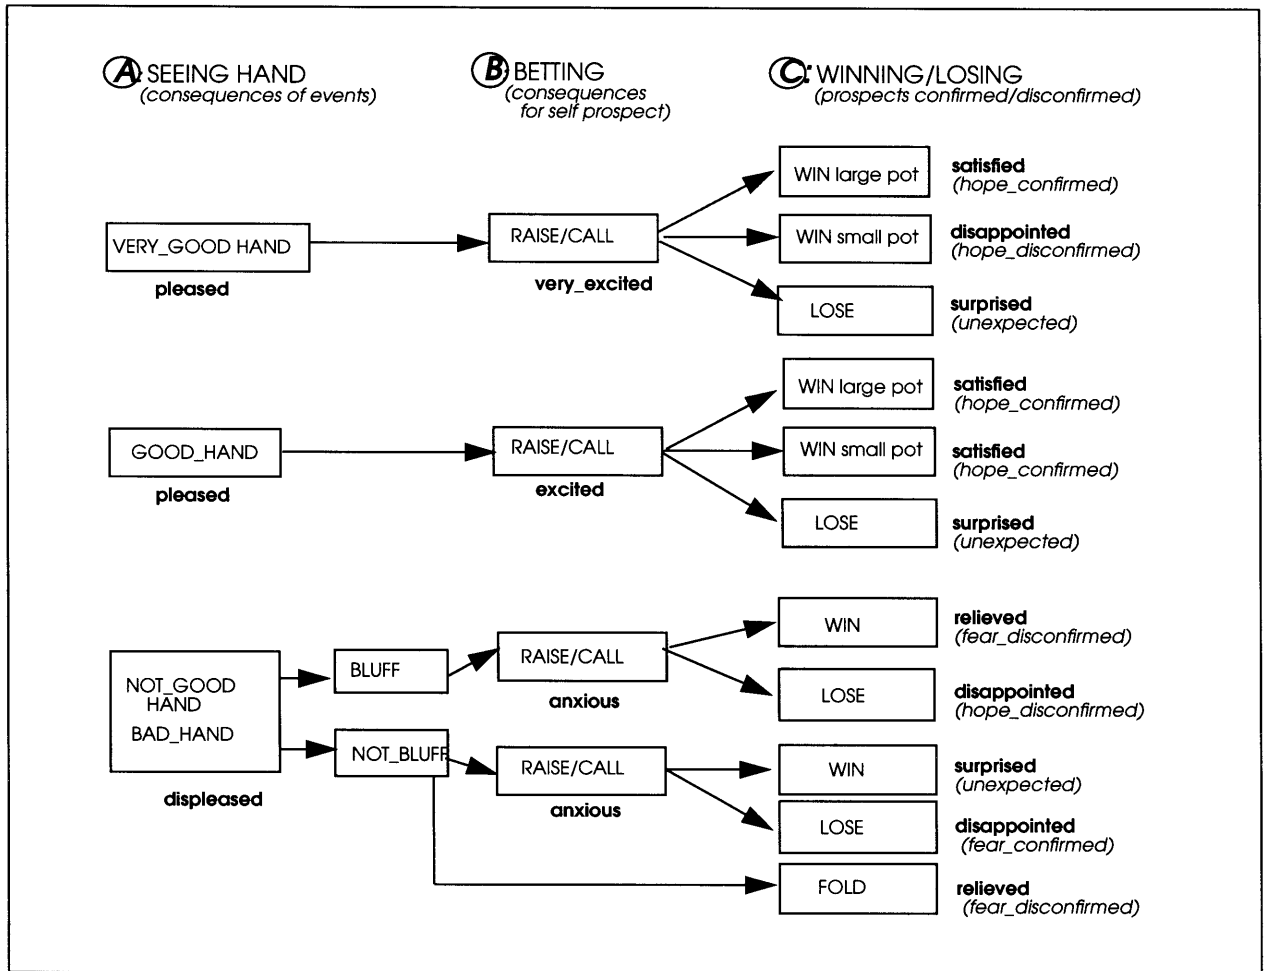 A: SEEING HAND
(consequences of events)
B: BETTING
(consequences
for self prospect)
C: WINNING/LOSING
(prospects confirmed/disconfirmed)
VERY_GOOD HAND
pleased
RAISE/CALL
very_excited
WIN large pot
satisfied
(hope_confirmed)
WIN small pot
disappointed
(hope_disconfirmed)
LOSE
surprised
(unexpected)
GOOD_HAND
pleased
RAISE/CALL
excited
WIN large pot
satisfied
(hope_confirmed)
WIN small pot
satisfied
(hope_confirmed)
LOSE
surprised
(unexpected)
NOT_GOOD
HAND
BAD_HAND
displeased
BLUFF
RAISE/CALL
anxious
WIN
relieved
(fear_disconfirmed)
LOSE
disappointed
(hope_disconfirmed)
NOT_BLUFF
RAISE/CALL
anxious
WIN
surprised
(unexpected)
LOSE
disappointed
(fear_confirmed)
FOLD
relieved
(fear_disconfirmed)